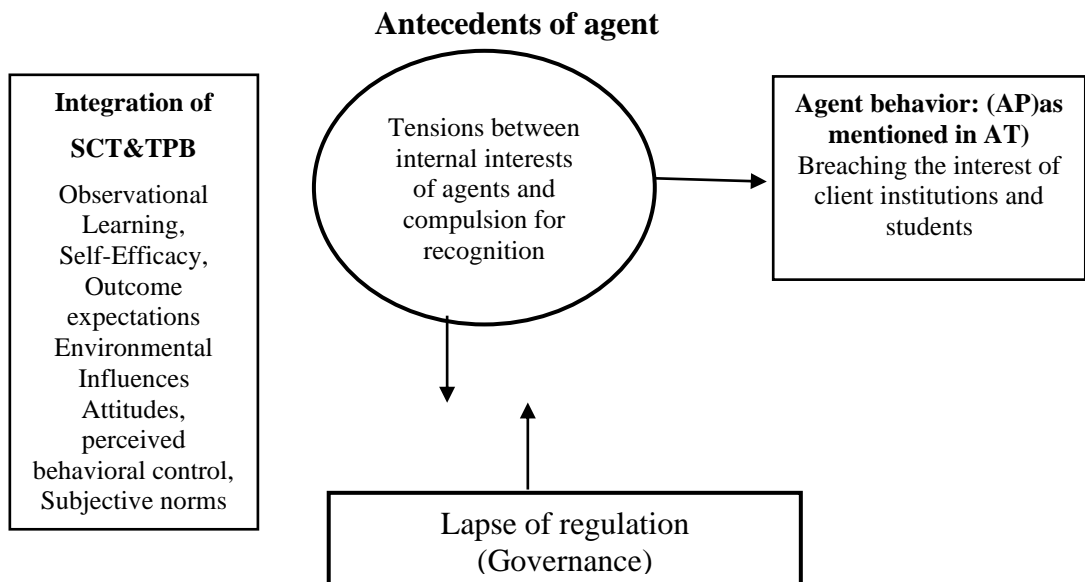 Antecedents of agent
Integration of
SCT&TPB
Observational
Learning,
Self-Efficacy,
Outcome
expectations
Environmental
Influences
Attitudes,
perceived
behavioral control,
Subjective norms
Tensions between
internal interests
of agents and
compulsion for
recognition
Agent behavior: (AP)as
mentioned in AT)
Breaching the interest of
client institutions and
students
Lapse of regulation
(Governance)